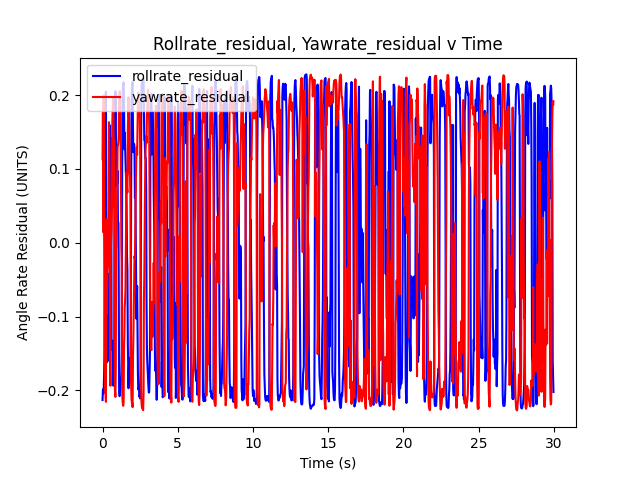 Rollrate_residual, Yawrate_residual v Time
rollrate_residual
yawrate_residual
Angle Rate Residual (UNITS)
0.2
0.1
0.0
−0.1
−0.2
0 5 10 15 20 25 30
Time (s)